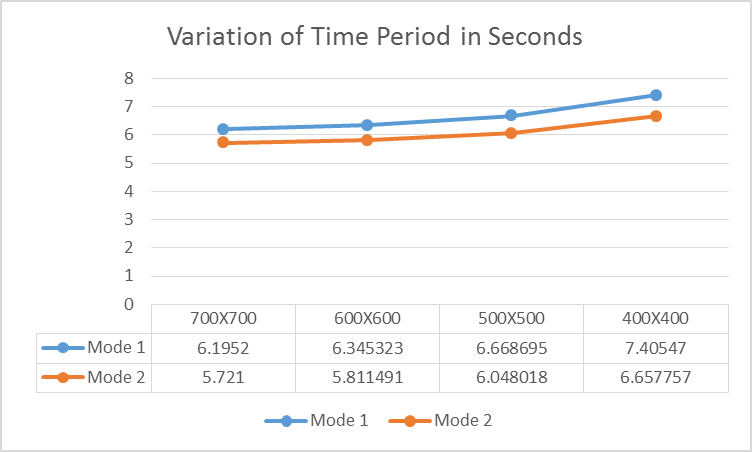 Variation of Time Period in Seconds
8
7
6
5
4
3
2
1
0
700X700 600X600 500X500 400X400
Mode 1 6.1952 6.345323 6.668695 7.40547
Mode 2 5.721 5.811491 6.048018 6.657757
Mode 1 Mode 2